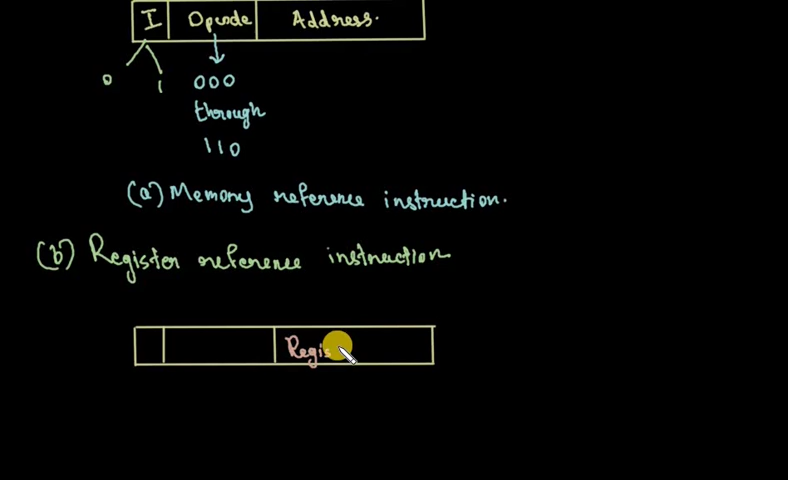 I Opcode Address.
0 1 000
through
110
(a) Memory reference instruction.
(b) Register reference instruction
Regis